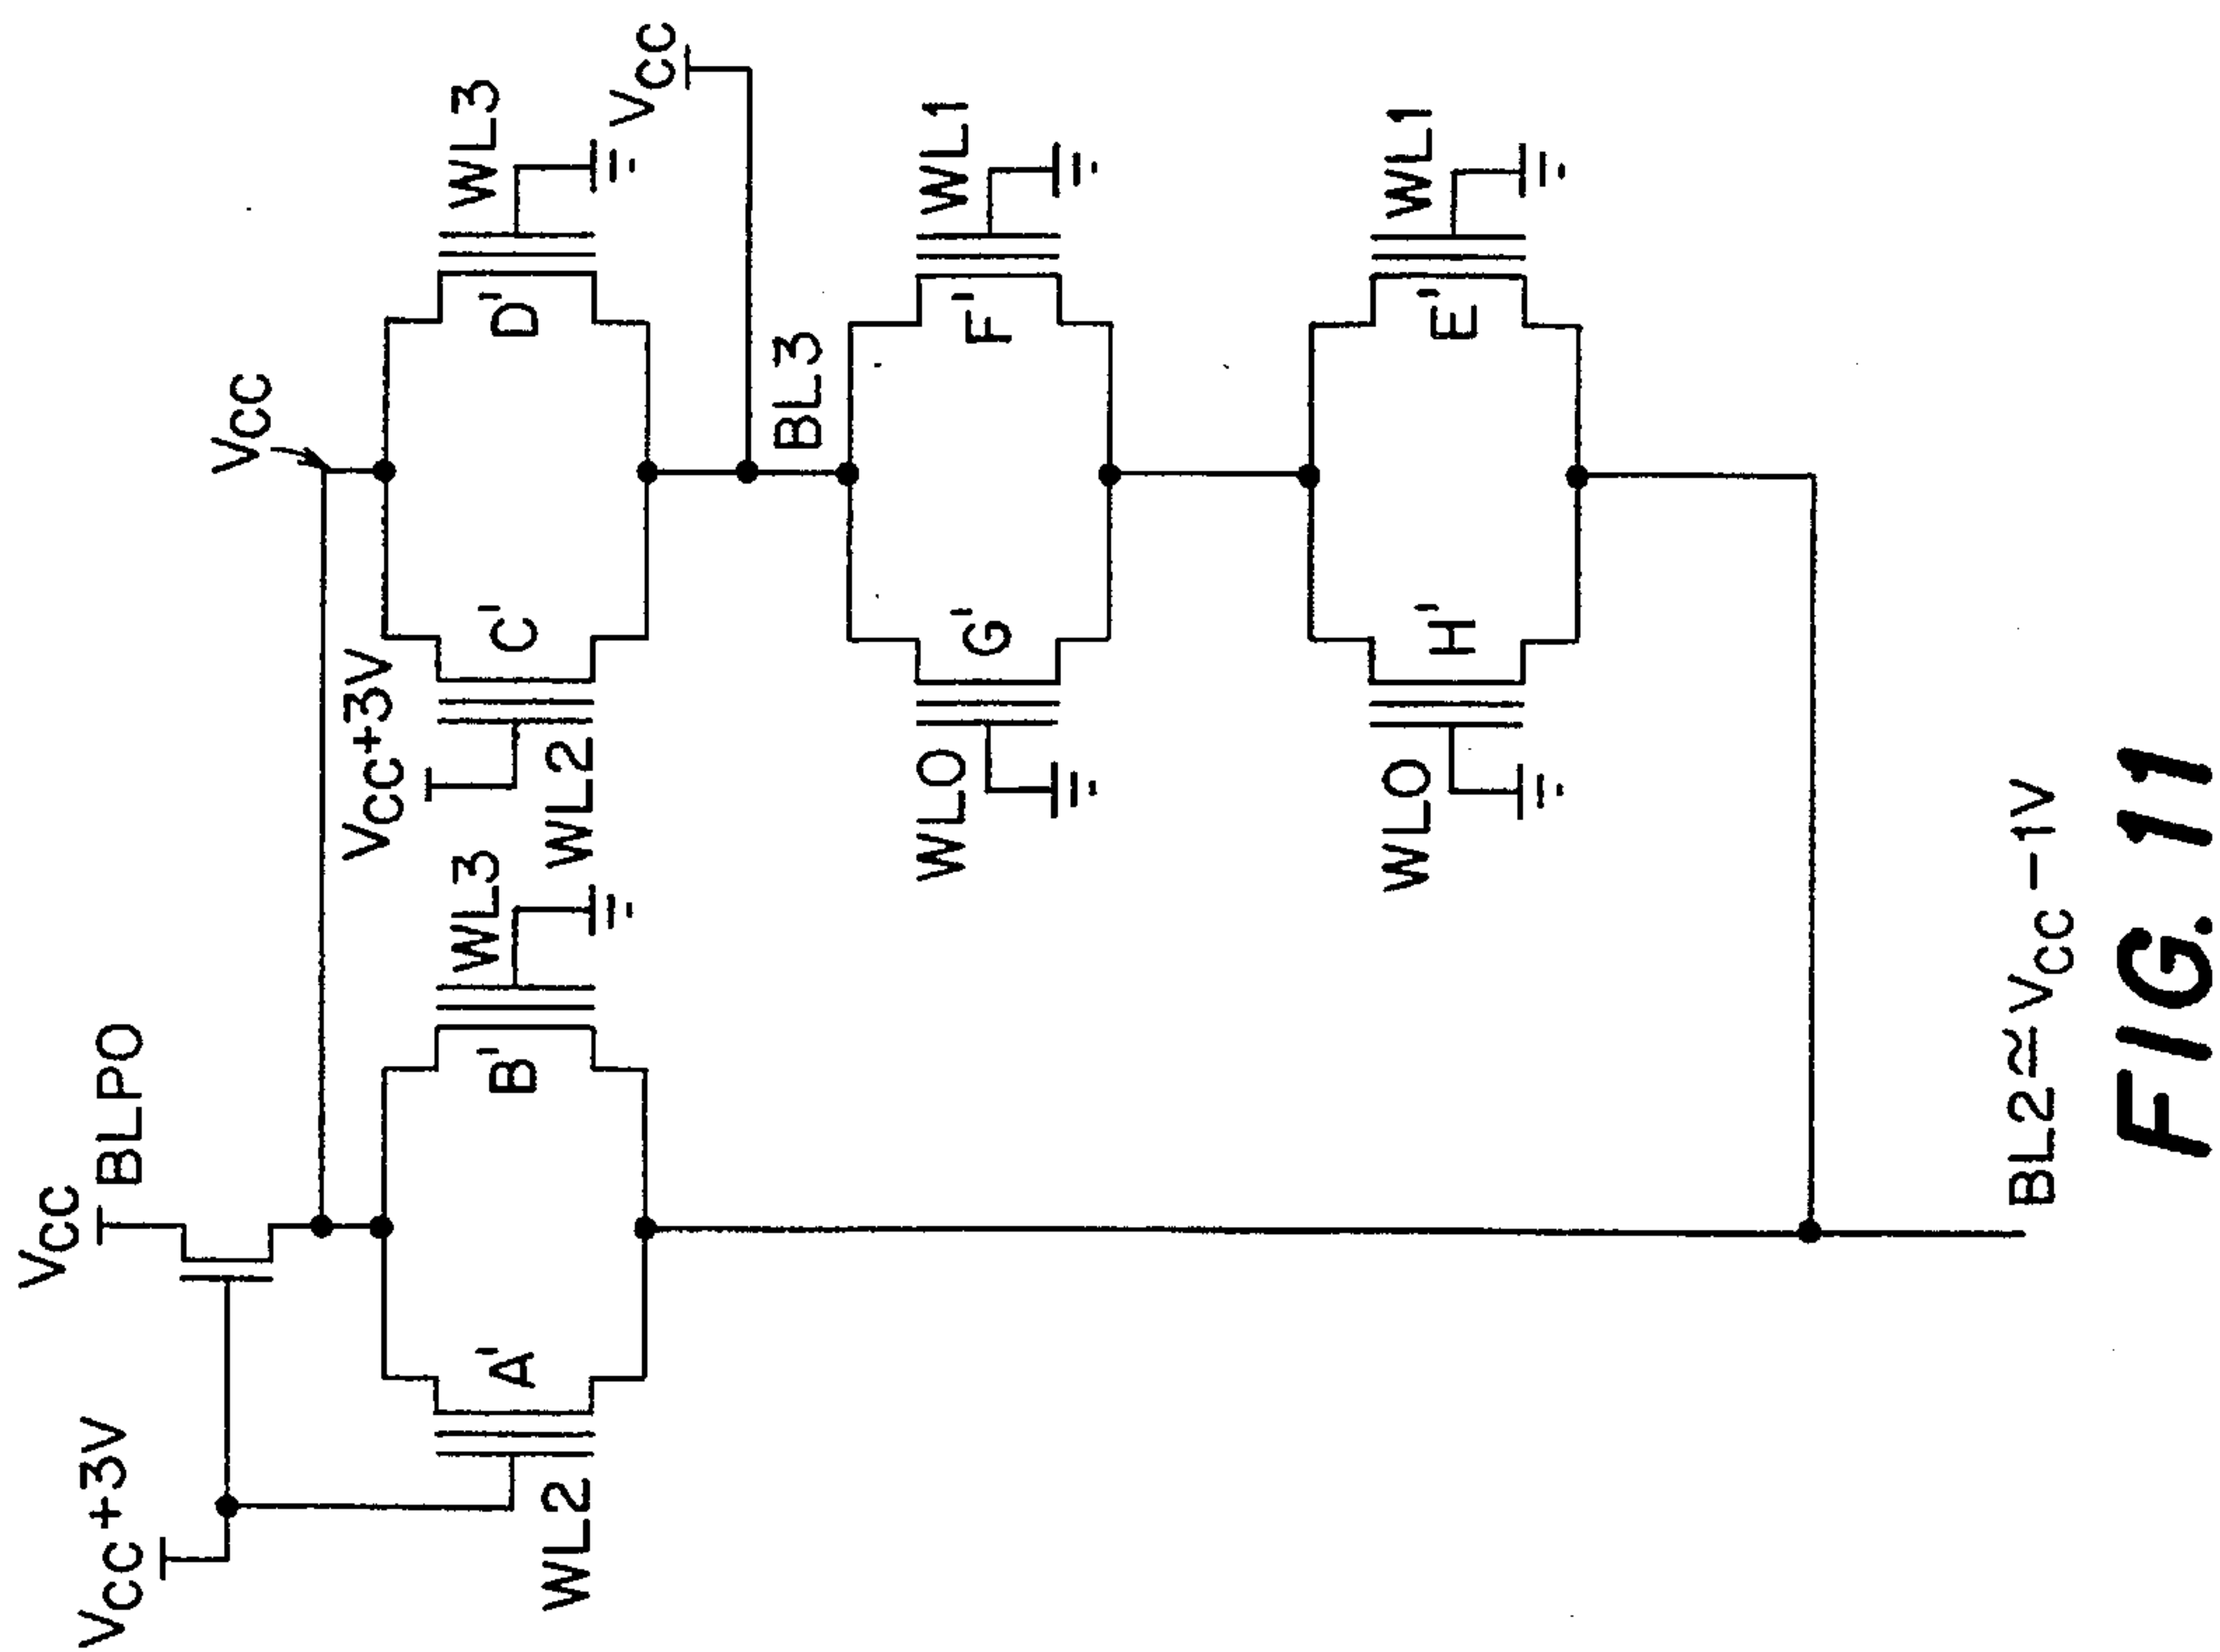 VCC
VCC+3V
BLP0
VCC
VCC+3V
WL3
WL3
A'
B'
C'
D'
WL2
WL2
VCC
BL3
WL0
WL1
G'
F'
WL0
WL1
H'
E'
BL2≅VCC-1V
FIG. 11